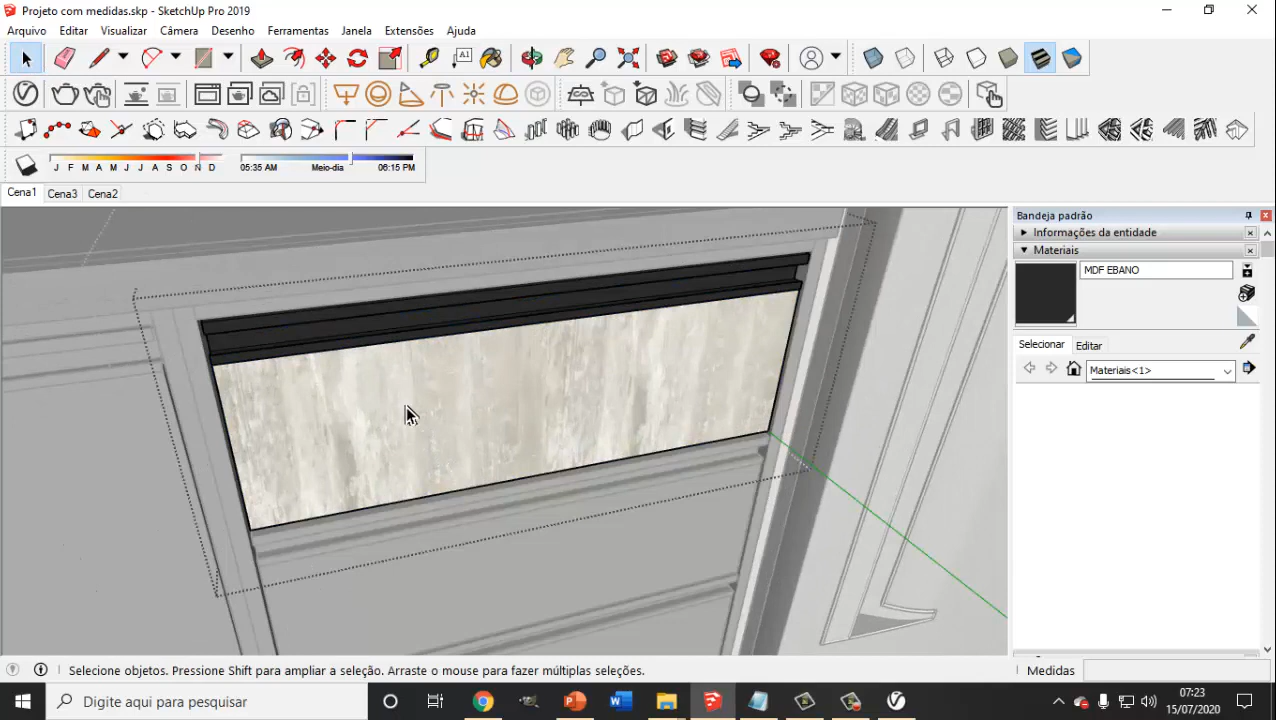 Projeto com medidas.skp - SketchUp Pro 2019
Arquivo Editar Visualizar Câmera Desenho Ferramentas Janela Extensões Ajuda
A1
J F M A M J J A S O N D 05:35 AM Meio-dia 06:15 PM
Cena1 Cena3 Cena2
Bandeja padrão
Informações da entidade
Materiais
MDF EBANO
Selecionar Editar
Materiais<1>
Selecione objetos. Pressione Shift para ampliar a seleção. Arraste o mouse para fazer múltiplas seleções.
Medidas
Digite aqui para pesquisar
07:23
15/07/2020